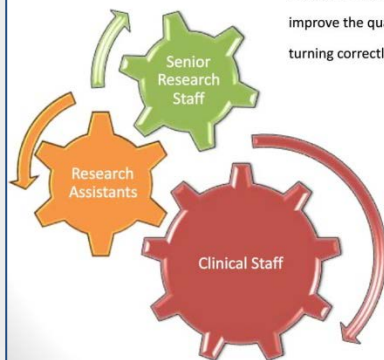 improve the qua
turning correctl
Senior
Research
Staff
Research
Assistants
Clinical Staff